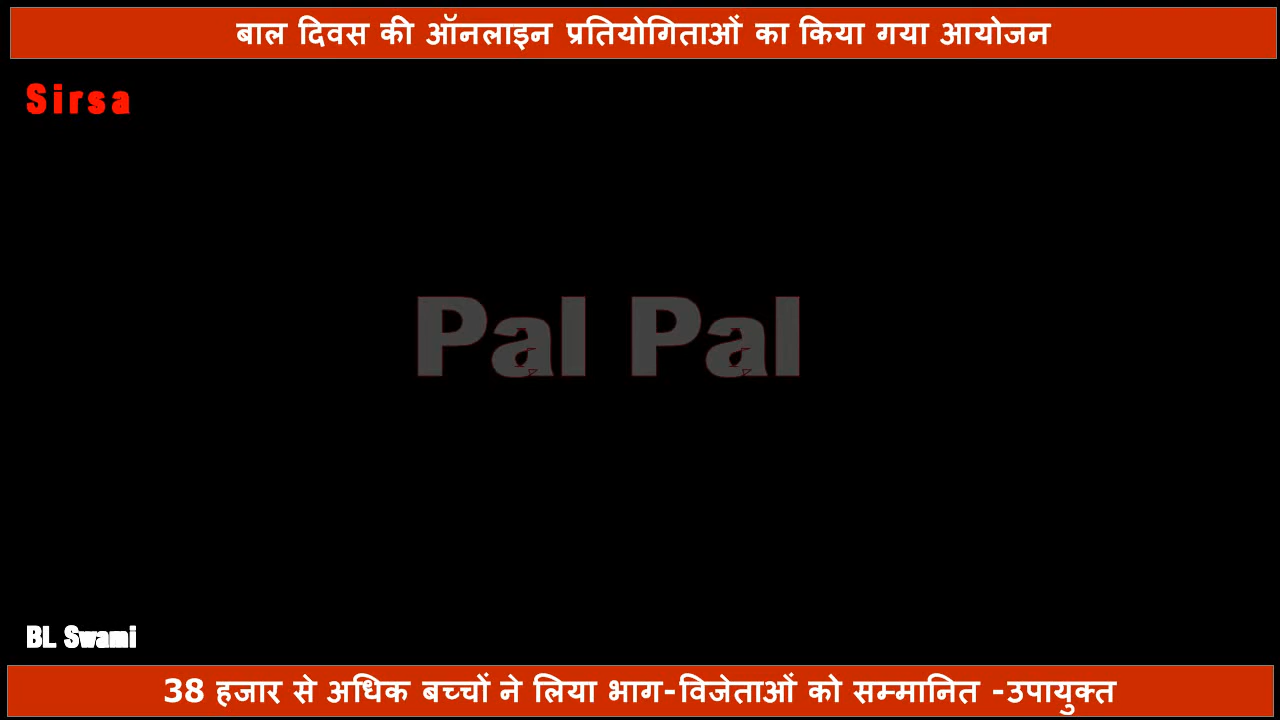 बाल दिवस की ऑनलाइन प्रतियोगिताओं का किया गया आयोजन
Sirsa
Pal Pal
BL Swami
38 हजार से अधिक बच्चों ने लिया भाग-विजेताओं को सम्मानित -उपायुक्त